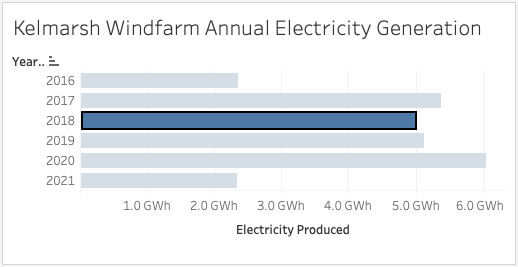 Kelmarsh Windfarm Annual Electricity Generation
Year..
2016
2017
2018
2019
2020
2021
1.0 GWh 2.0 GWh 3.0 GWh 4.0 GWh 5.0 GWh 6.0 GWh
Electricity Produced